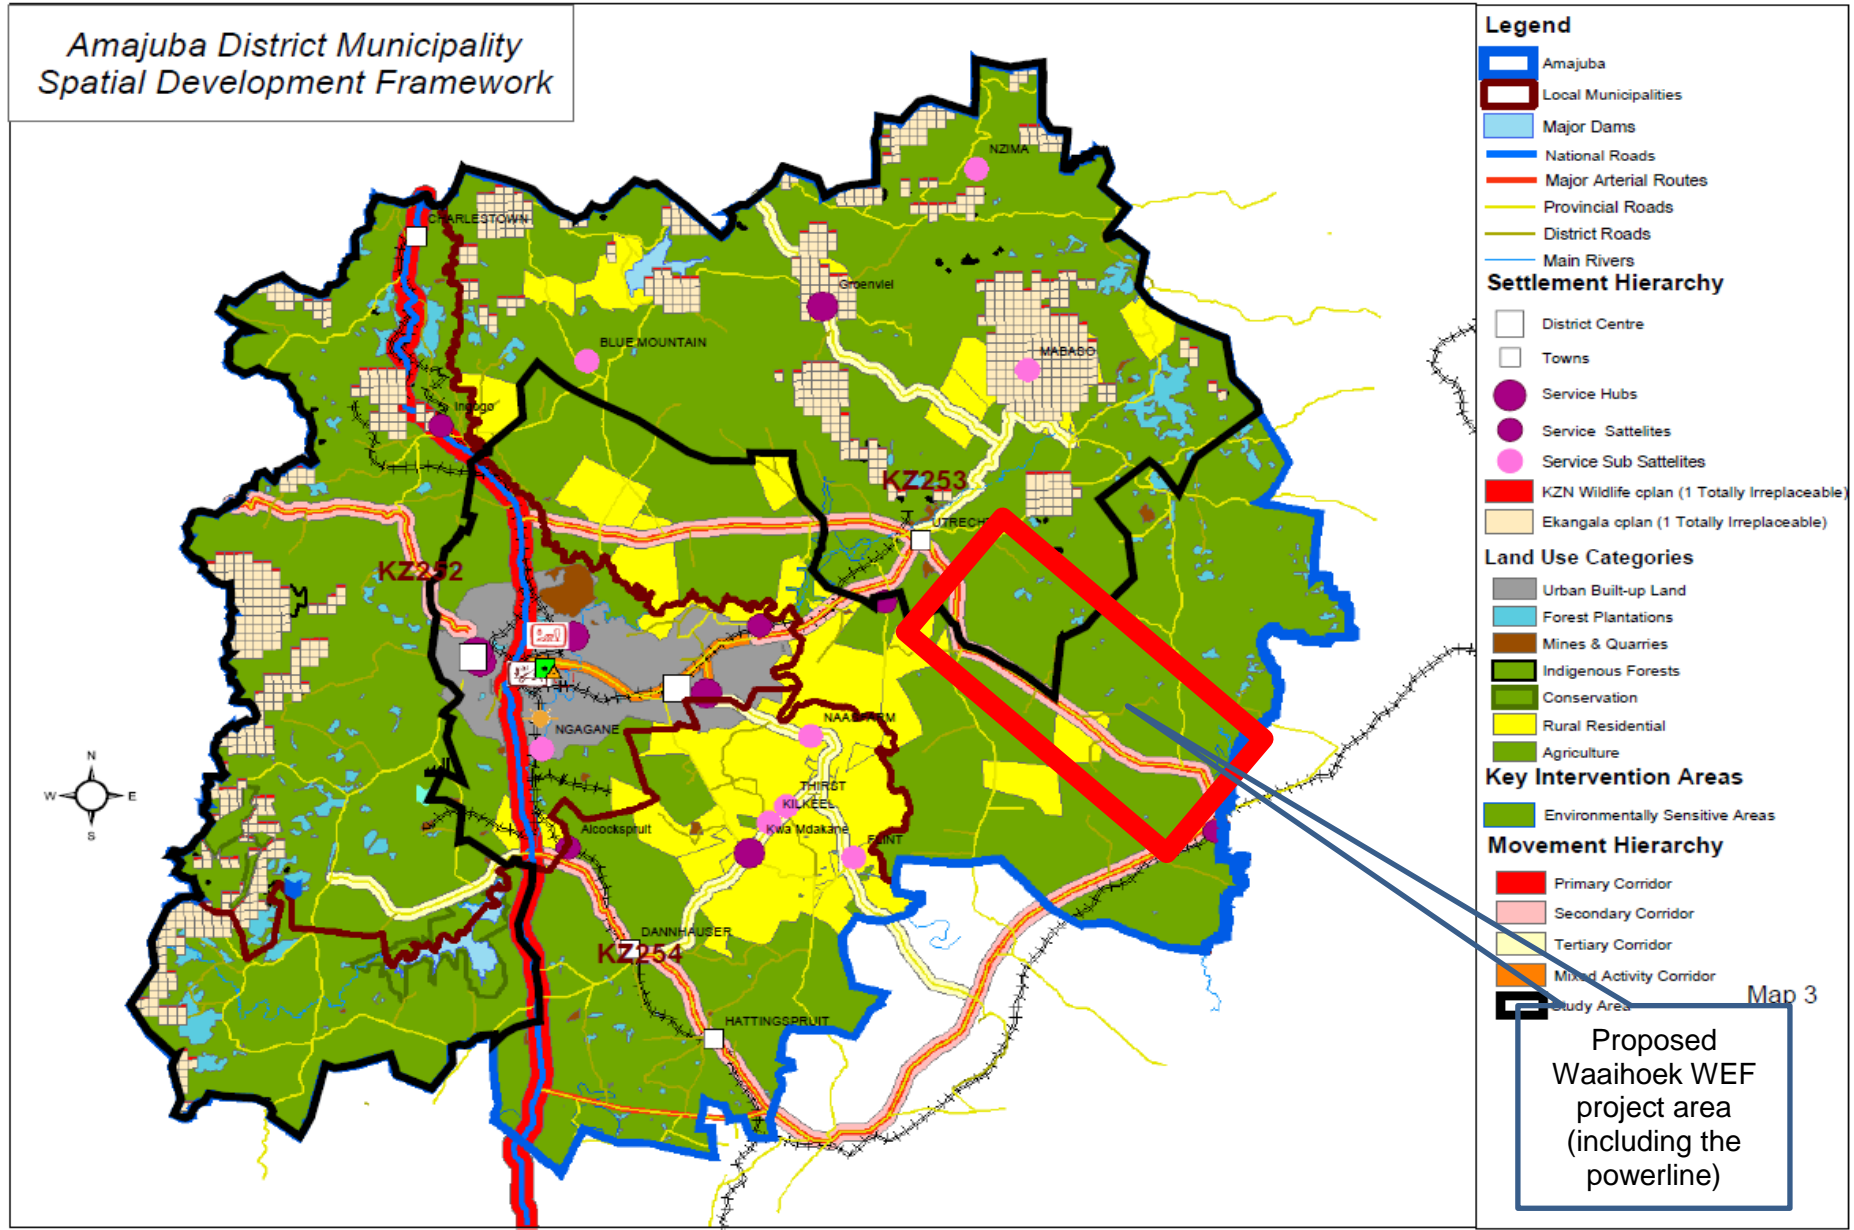 Amajuba District Municipality
Spatial Development Framework
NZIMA
CHARLESTOWN
Groenvlei
BLUE MOUNTAIN
MABASO
Ingogo
KZ253
UTRECHT
KZ252
NGAGANE
NAASFARM
THIRST
KILKEEL
Kwa Mdakane
Alcockspruit
FLINT
DANNHAUSER
KZ254
HATTINGSPRUIT
N
W
E
S
Legend
Amajuba
Local Municipalities
Major Dams
National Roads
Major Arterial Routes
Provincial Roads
District Roads
Main Rivers
Settlement Hierarchy
District Centre
Towns
Service Hubs
Service Sattelites
Service Sub Sattelites
KZN Wildlife cplan (1 Totally Irreplaceable)
Ekangala cplan (1 Totally Irreplaceable)
Land Use Categories
Urban Built-up Land
Forest Plantations
Mines & Quarries
Indigenous Forests
Conservation
Rural Residential
Agriculture
Key Intervention Areas
Environmentally Sensitive Areas
Movement Hierarchy
Primary Corridor
Secondary Corridor
Tertiary Corridor
Mixed Activity Corridor
Study Area
Map 3
Proposed
Waaihoek WEF
project area
(including the
powerline)